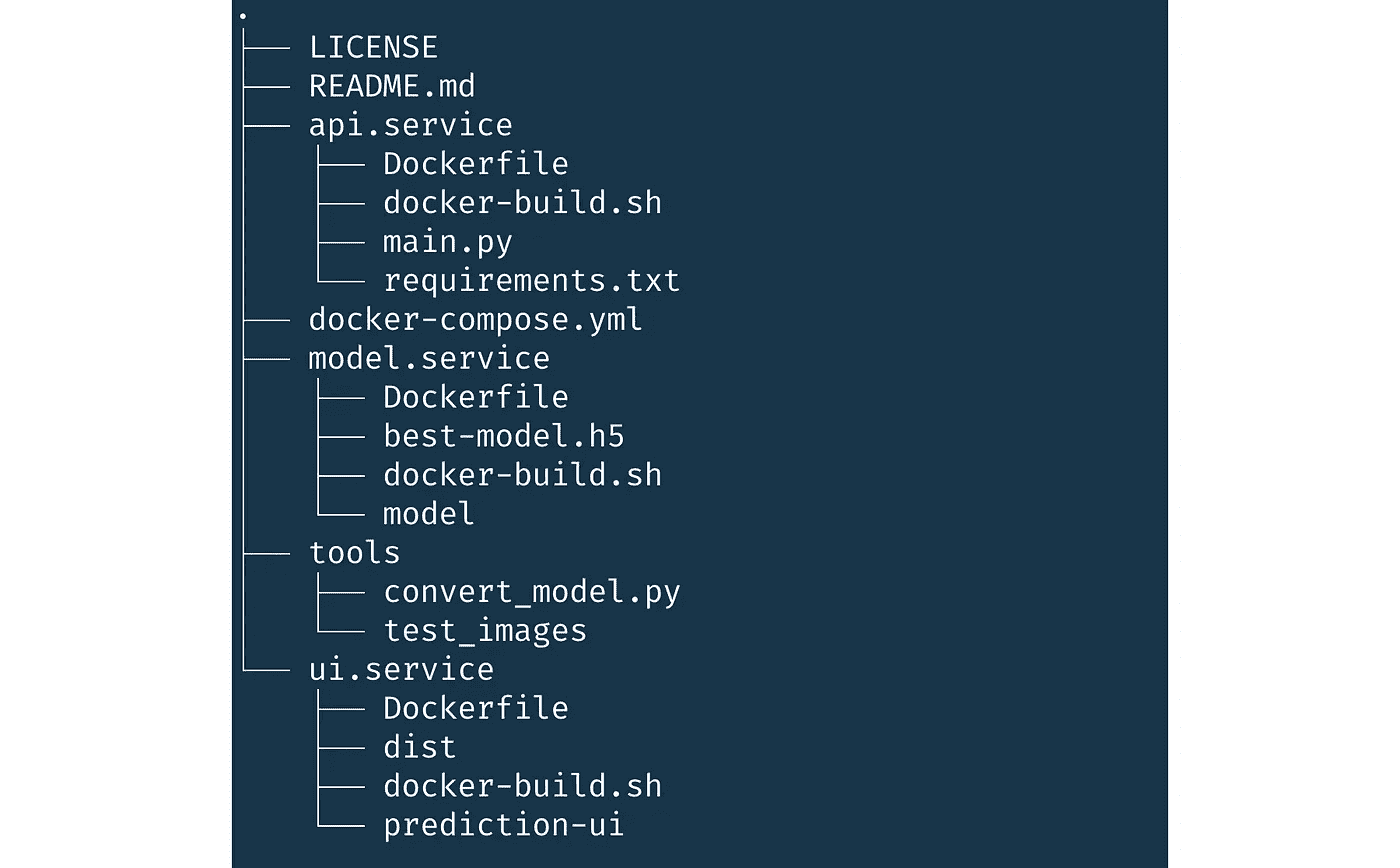 .
LICENSE
README.md
api.service
Dockerfile
docker-build.sh
main.py
requirements.txt
docker-compose.yml
model.service
Dockerfile
best-model.h5
docker-build.sh
model
tools
convert_model.py
test_images
ui.service
Dockerfile
dist
docker-build.sh
prediction-ui